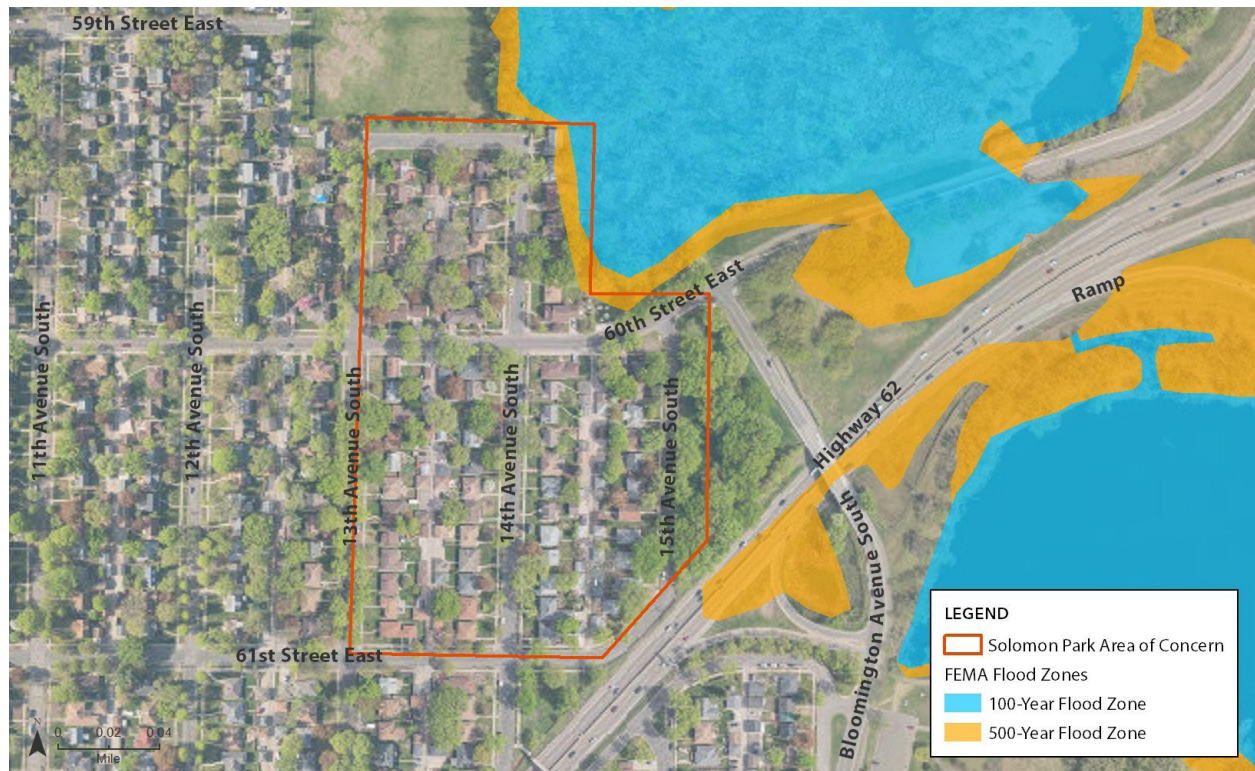 59th Street East
60th Street East
Ramp
11th Avenue South
12th Avenue South
13th Avenue South
14th Avenue South
15th Avenue South
Highway 62
Bloomington Avenue South
61st Street East
LEGEND
Solomon Park Area of Concern
FEMA Flood Zones
100-Year Flood Zone
500-Year Flood Zone
N
0 0.02 0.04
Mile